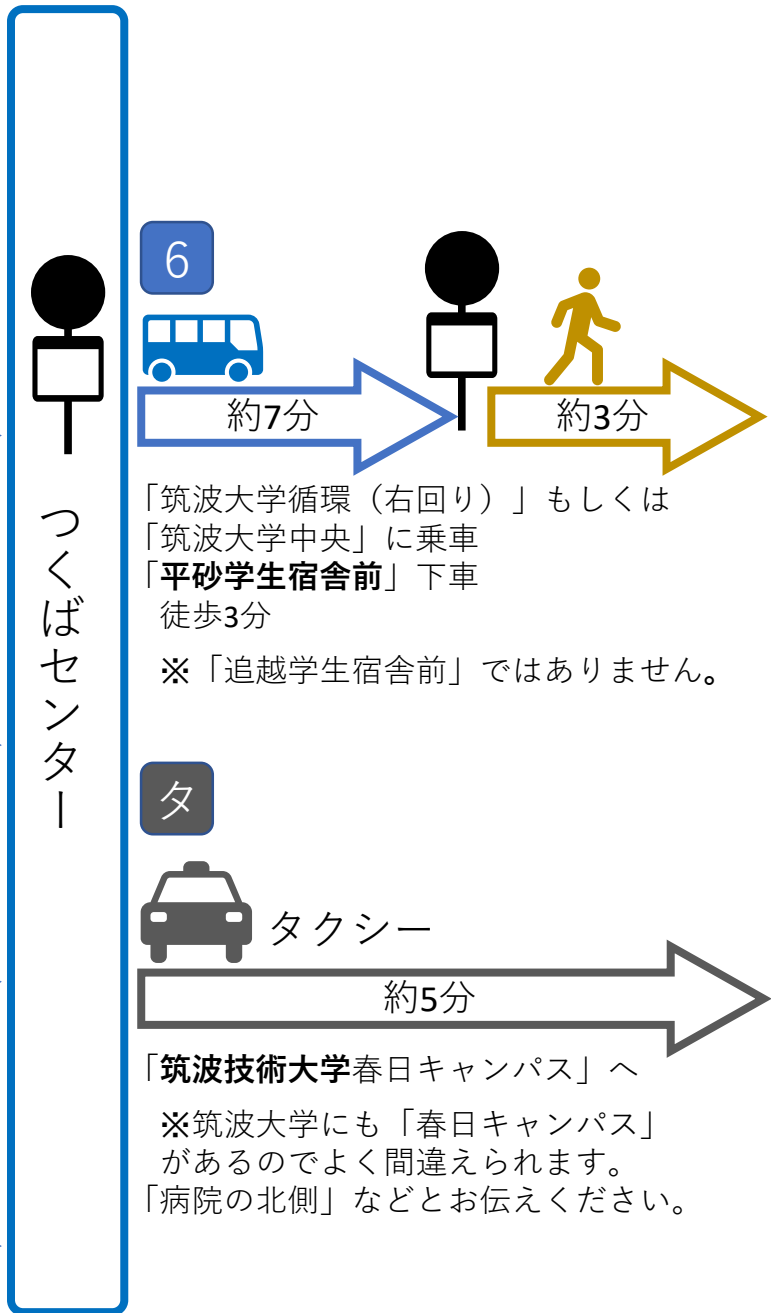 つくばセンター
6
約7分
約3分
「筑波大学循環（右回り）」もしくは
「筑波大学中央」に乗車
「平砂学生宿舎前」下車
徒歩3分
※「追越学生宿舎前」ではありません。
タ
タクシー
約5分
「筑波技術大学春日キャンパス」へ
※筑波大学にも「春日キャンパス」
があるのでよく間違えられます。
「病院の北側」などとお伝えください。